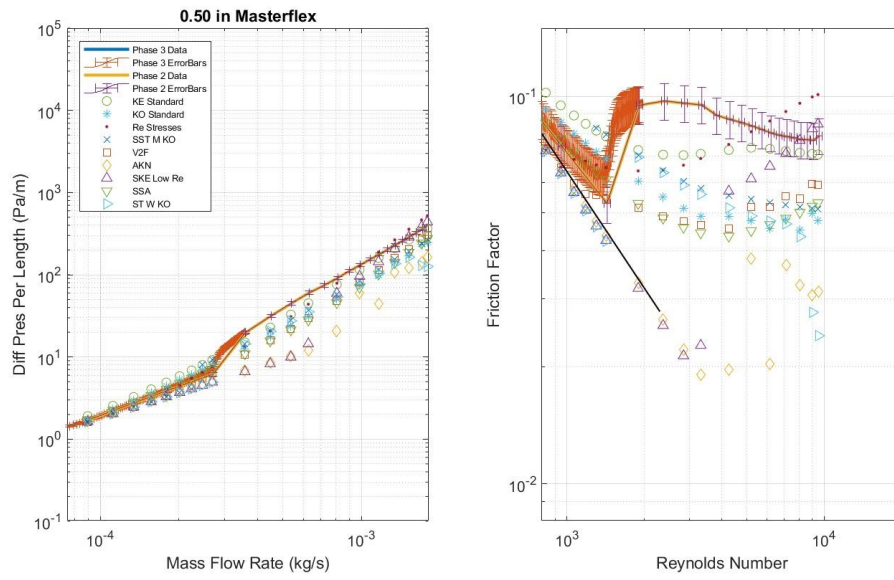 0.50 in Masterflex
10^5
10^4
10^3
10^2
10^1
10^0
10^-1
Diff Pres Per Length (Pa/m)
Phase 3 Data
Phase 3 ErrorBars
Phase 2 Data
Phase 2 ErrorBars
KE Standard
KO Standard
Re Stresses
SST M KO
V2F
AKN
SKE Low Re
SSA
ST W KO
10^-4
10^-3
Mass Flow Rate (kg/s)
10^-1
10^-2
Friction Factor
10^3
10^4
Reynolds Number